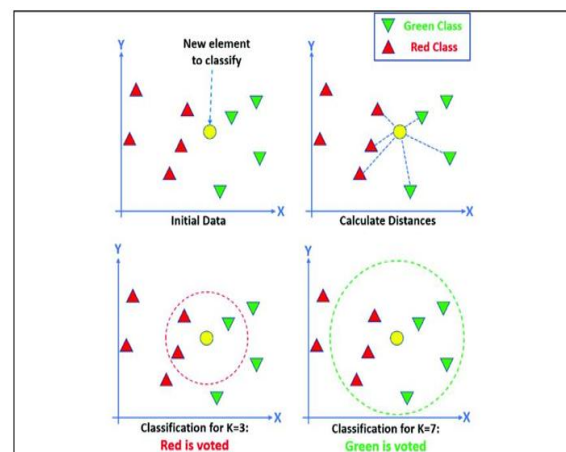 Green Class
Red Class
Y
New element
to classify
X
Initial Data
Y
X
Calculate Distances
Y
X
Classification for K=3:
Red is voted
Y
X
Classification for K=7:
Green is voted